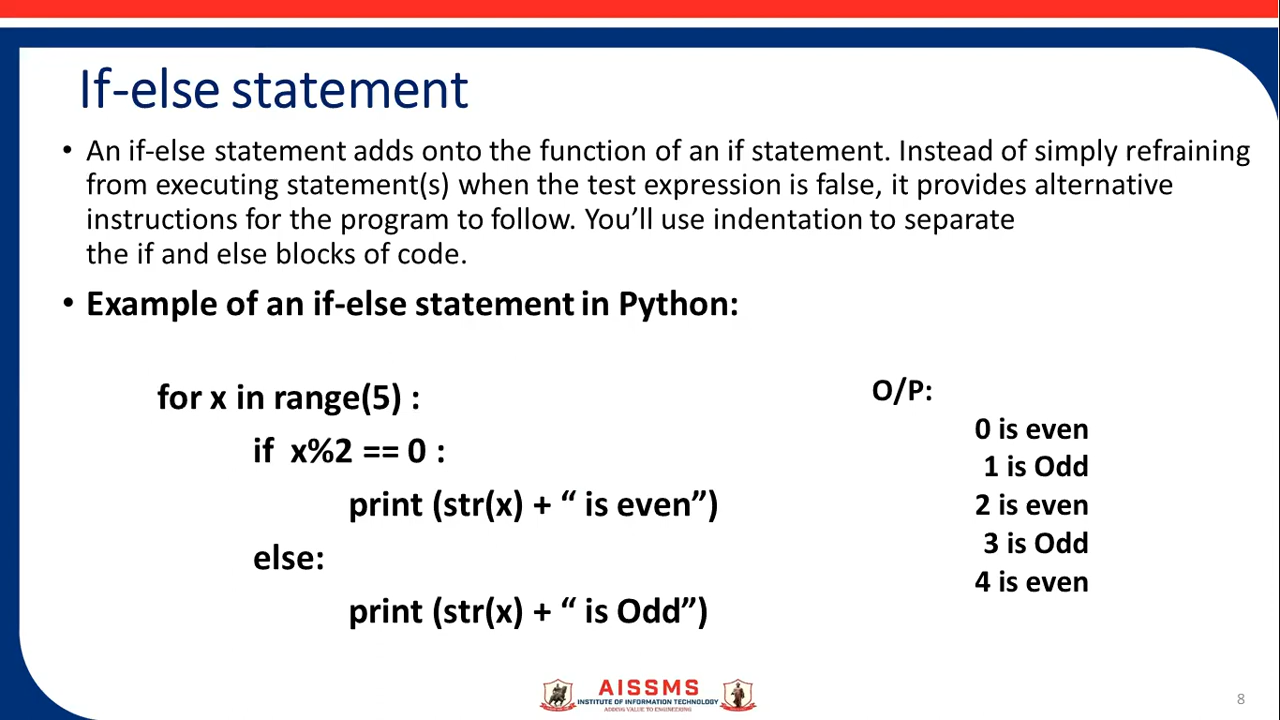 If-else statement
• An if-else statement adds onto the function of an if statement. Instead of simply refraining
from executing statement(s) when the test expression is false, it provides alternative
instructions for the program to follow. You’ll use indentation to separate
the if and else blocks of code.
• Example of an if-else statement in Python:
for x in range(5) :
if x%2 == 0 :
print (str(x) + “ is even”)
else:
print (str(x) + “ is Odd”)
O/P:
0 is even
1 is Odd
2 is even
3 is Odd
4 is even
AISSMS
INSTITUTE OF INFORMATION TECHNOLOGY
ADDING VALUE TO ENGINEERING
8